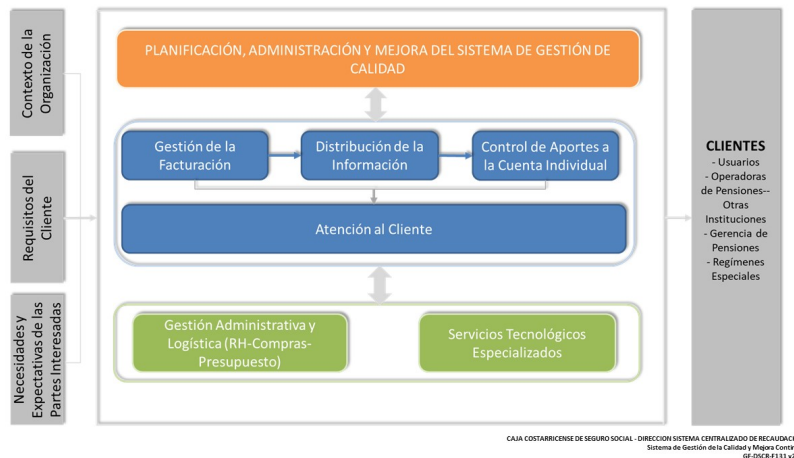 Contexto de la
Organización
Requisitos del
Cliente
Necesidades y
Expectativas de las
Partes Interesadas
PLANIFICACIÓN, ADMINISTRACIÓN Y MEJORA DEL SISTEMA DE GESTIÓN DE
CALIDAD
Gestión de la
Facturación
Distribución de la
Información
Control de Aportes a
la Cuenta Individual
Atención al Cliente
Gestión Administrativa y
Logística (RH-Compras-
Presupuesto)
Servicios Tecnológicos
Especializados
CLIENTES
- Usuarios
- Operadoras
de Pensiones--
Otras
Instituciones
- Gerencia de
Pensiones
- Regímenes
Especiales
CAJA COSTARRICENSE DE SEGURO SOCIAL - DIRECCION SISTEMA CENTRALIZADO DE
Sistema de Gestión de la Calidad y Mejora
GF-DSCR-F131